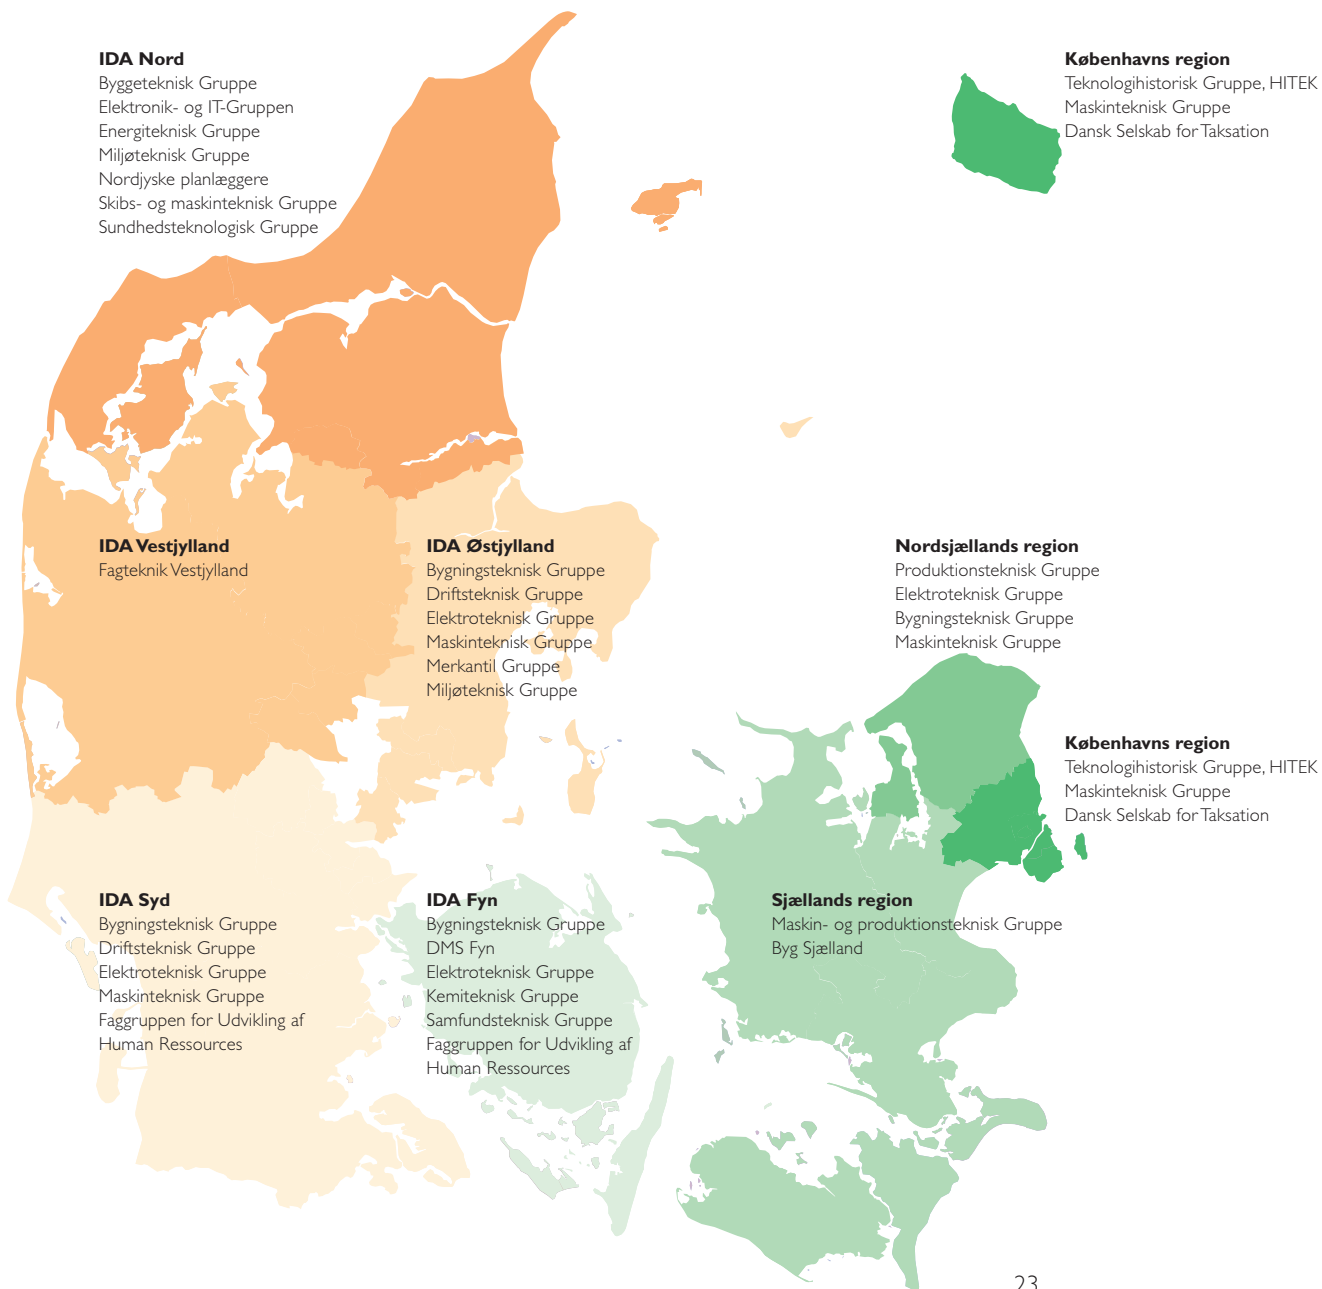 IDA Nord
Byggeteknisk Gruppe
Elektronik- og IT-Gruppen
Energiteknisk Gruppe
Miljøteknisk Gruppe
Nordjyske planlæggere
Skibs- og maskinteknisk Gruppe
Sundhedsteknologisk Gruppe
Københavns region
Teknologihistorisk Gruppe, HITEK
Maskinteknisk Gruppe
Dansk Selskab for Taksation
IDA Vestjylland
Fagteknik Vestjylland
IDA Østjylland
Bygningsteknisk Gruppe
Driftsteknisk Gruppe
Elektroteknisk Gruppe
Maskinteknisk Gruppe
Merkantil Gruppe
Miljøteknisk Gruppe
Nordsjællands region
Produktionsteknisk Gruppe
Elektroteknisk Gruppe
Bygningsteknisk Gruppe
Maskinteknisk Gruppe
Københavns region
Teknologihistorisk Gruppe, HITEK
Maskinteknisk Gruppe
Dansk Selskab for Taksation
IDA Syd
Bygningsteknisk Gruppe
Driftsteknisk Gruppe
Elektroteknisk Gruppe
Maskinteknisk Gruppe
Faggruppen for Udvikling af
Human Ressources
IDA Fyn
Bygningsteknisk Gruppe
DMS Fyn
Elektroteknisk Gruppe
Kemiteknisk Gruppe
Samfundsteknisk Gruppe
Faggruppen for Udvikling af
Human Ressources
Sjællands region
Maskin- og produktionsteknisk Gruppe
Byg Sjælland
23